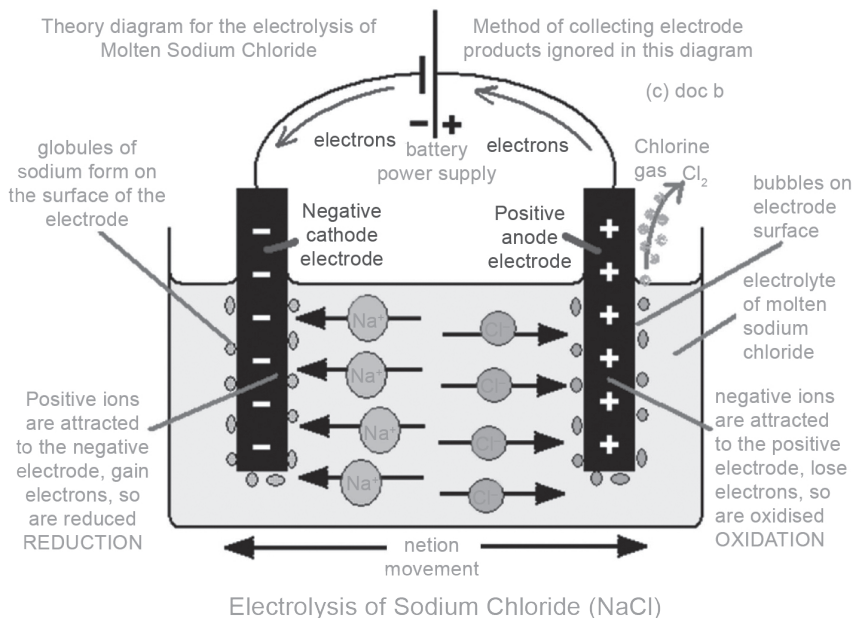 Theory diagram for the electrolysis of
Molten Sodium Chloride
Method of collecting electrode
products ignored in this diagram
(c) doc b
electrons
electrons
- +
battery
power supply
globules of
sodium form on
the surface of the
electrode
Negative
cathode
electrode
Positive
anode
electrode
Chlorine
gas Cl₂
bubbles on
electrode
surface
electrolyte
of molten
sodium
chloride
-
-
-
-
-
-
+
+
+
+
+
+
Na⁺
Cl⁻
Na⁺
Cl⁻
Na⁺
Cl⁻
Na⁺
Cl⁻
Positive ions
are attracted
to the negative
electrode, gain
electrons, so
are reduced
REDUCTION
negative ions
are attracted
to the positive
electrode, lose
electrons, so
are oxidised
OXIDATION
netion
movement
Electrolysis of Sodium Chloride (NaCl)